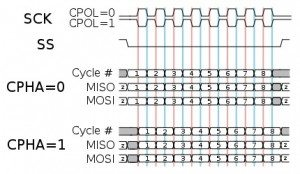 SCK CPOL=0
CPOL=1
SS
Cycle # 1 2 3 4 5 6 7 8
CPHA=0 MISO z 1 2 3 4 5 6 7 8 z
MOSI z 1 2 3 4 5 6 7 8 z
Cycle # 1 2 3 4 5 6 7 8
CPHA=1 MISO z 1 2 3 4 5 6 7 8 z
MOSI z 1 2 3 4 5 6 7 8 z